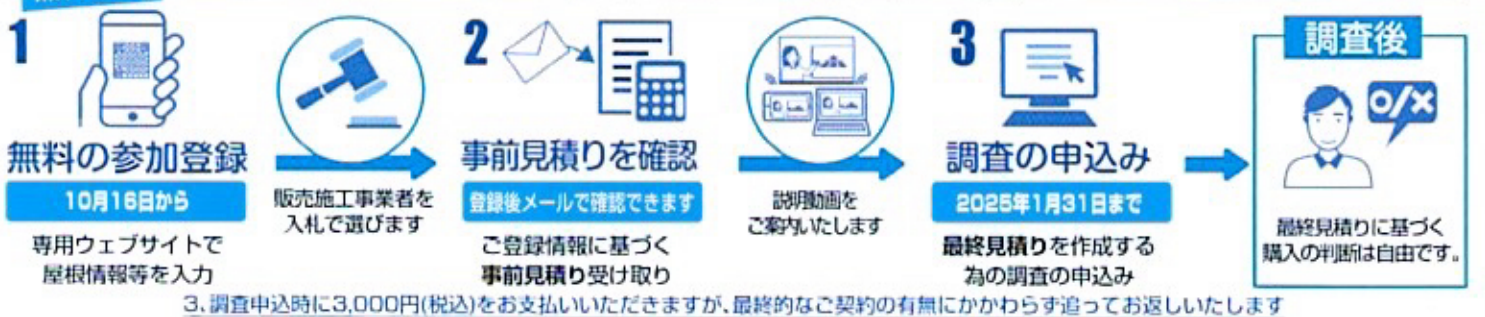 1
無料の参加登録
10月16日から
専用ウェブサイトで
屋根情報等を入力
販売施工事業者を
入札で選びます
2
事前見積りを確認
登録後メールで確認できます
ご登録情報に基づく
事前見積り受け取り
説明動画を
ご案内いたします
3
調査の申込み
2025年1月31日まで
最終見積りを作成する
為の調査の申込み
調査後
O/×
最終見積りに基づく
購入の判断は自由です。
3、調査申込時に3,000円(税込)をお支払いいただきますが、最終的なご契約の有無にかかわらず追ってお返しいたします